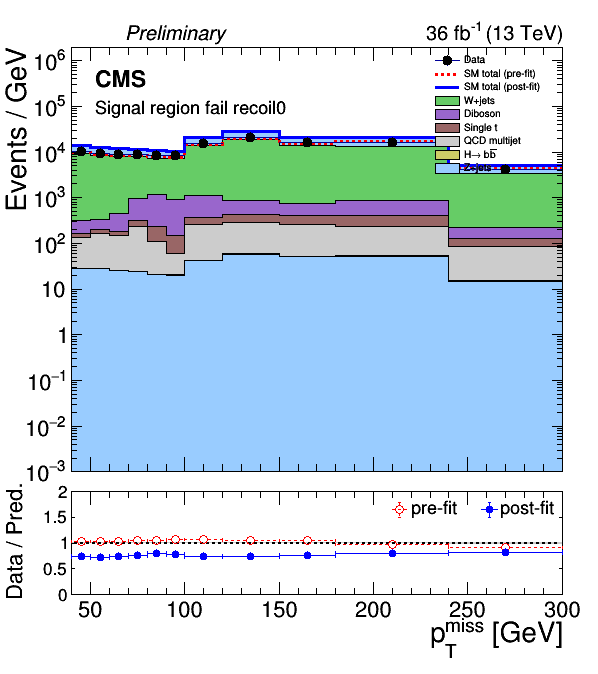 Preliminary
36 fb⁻¹ (13 TeV)
Events / GeV
10⁶
10⁵
10⁴
10³
10²
10
1
10⁻¹
10⁻²
10⁻³
CMS
Signal region fail recoil0
Data
SM total (pre-fit)
SM total (post-fit)
W+jets
Diboson
Single t
QCD multijet
H→ bb̅
Z+jets
Data / Pred.
2
1.5
1
0.5
0
pre-fit
post-fit
50 100 150 200 250 300
p_T^miss [GeV]